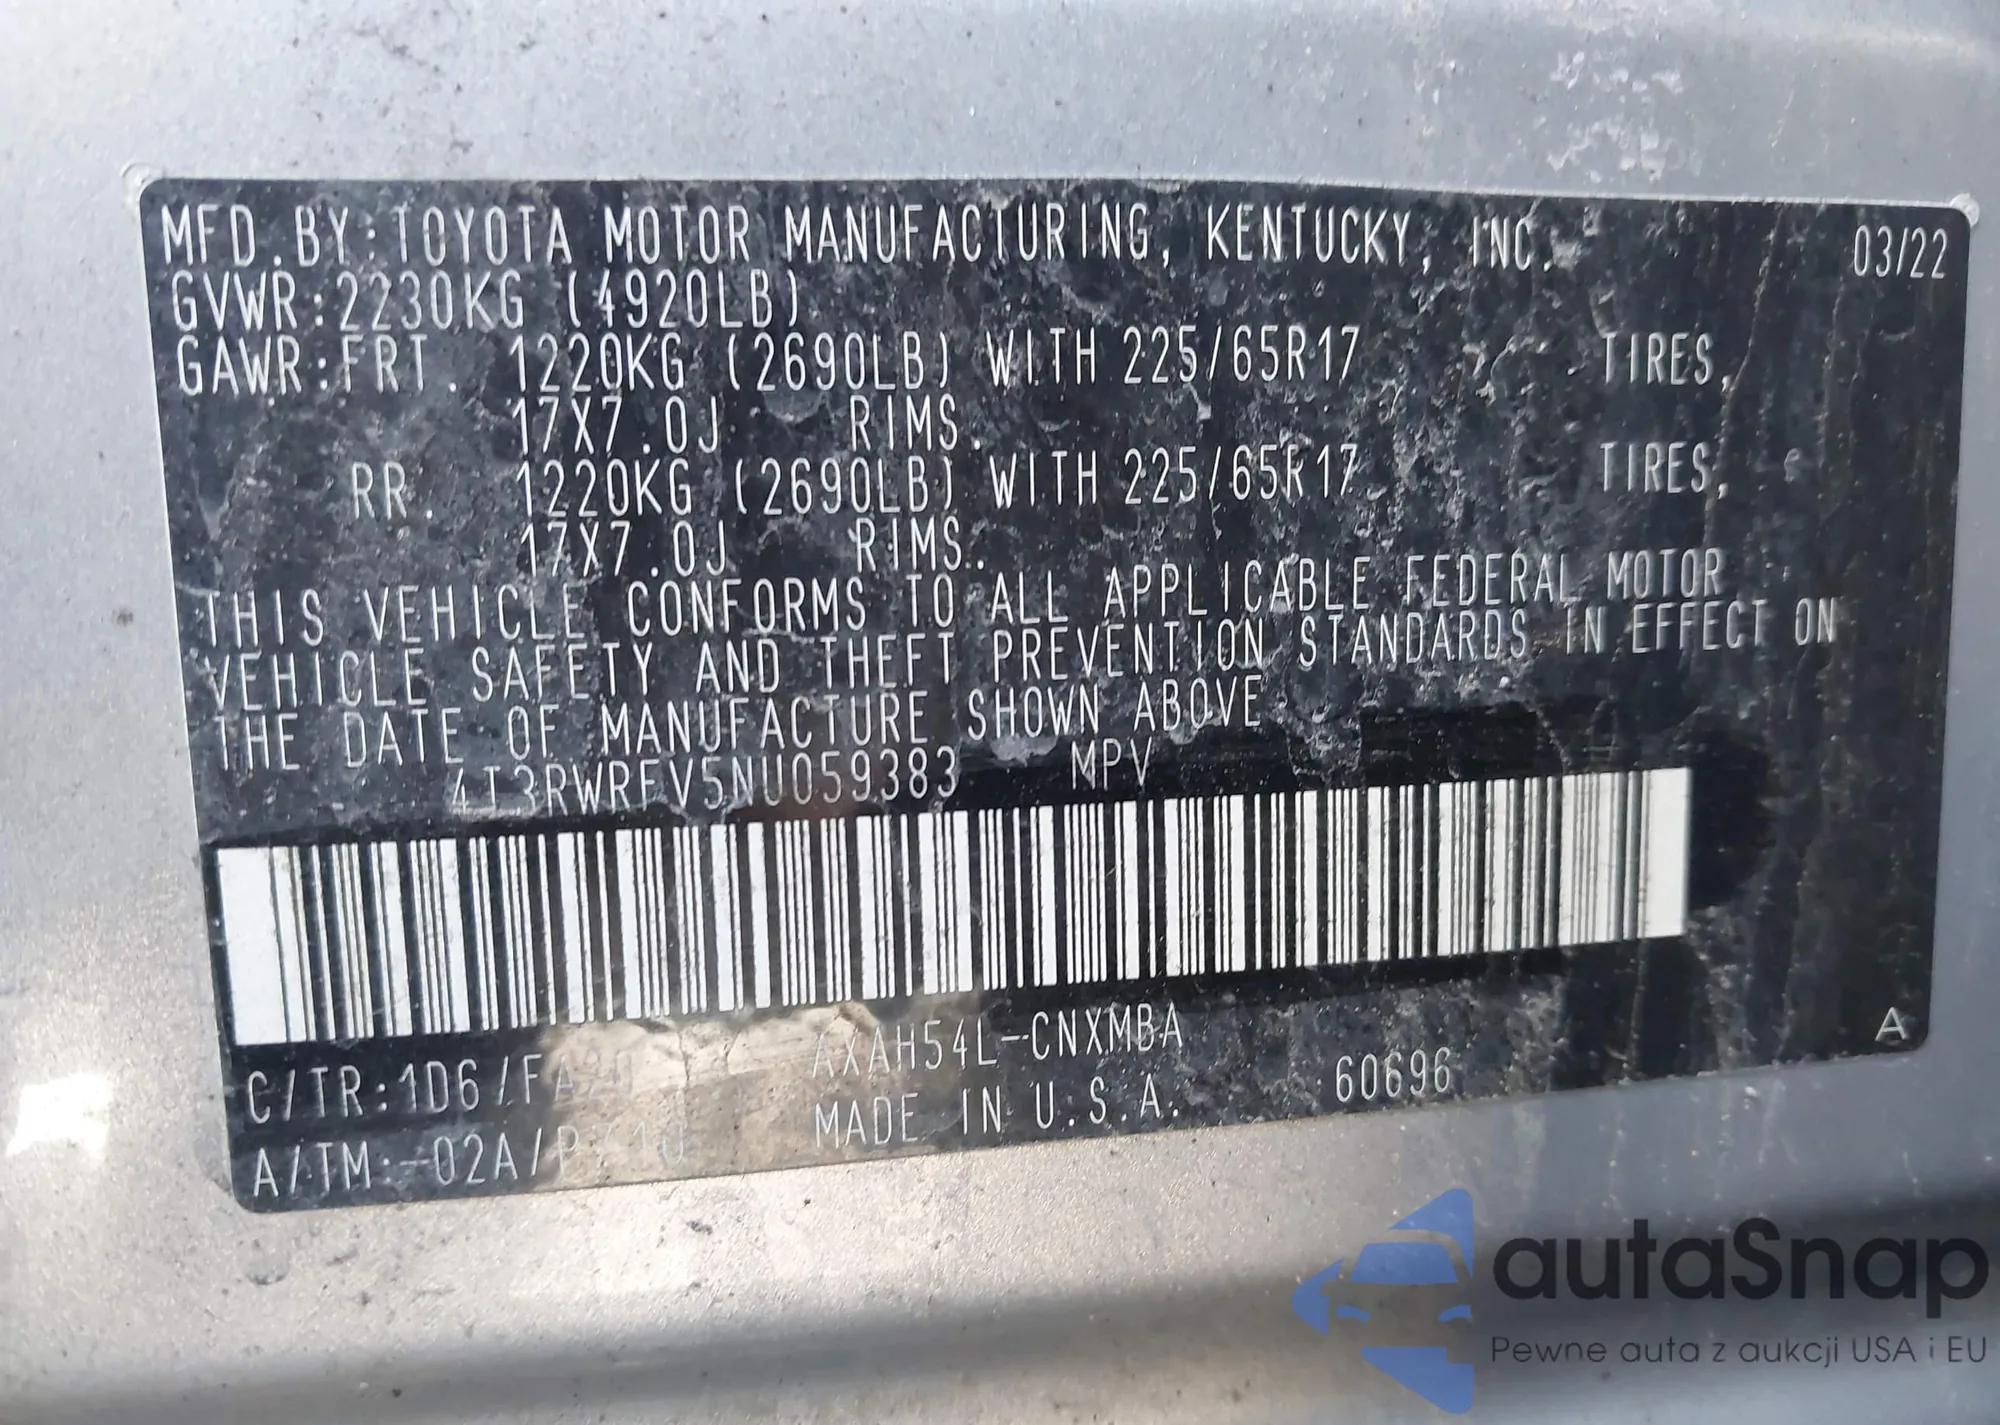 MFD. BY: TOYOTA MOTOR MANUFACTURING, KENTUCKY, INC. 03/22
GVWR: 2230KG (4920LB)
GAWR: FRT. 1220KG (2690LB) WITH 225/65R17 TIRES,
17X7.0J RIMS.
RR. 1220KG (2690LB) WITH 225/65R17 TIRES,
17X7.0J RIMS.
THIS VEHICLE CONFORMS TO ALL APPLICABLE FEDERAL MOTOR
VEHICLE SAFETY AND THEFT PREVENTION STANDARDS IN EFFECT ON
THE DATE OF MANUFACTURE SHOWN ABOVE
4T3RWRFV5NU059383 MPV
C/TR: 1D6/FA20 AXAH54L-CNXMBA A
A/TM: -02A/ MADE IN U.S.A. 60696
autaSnap
Pewne auta z aukcji USA i EU